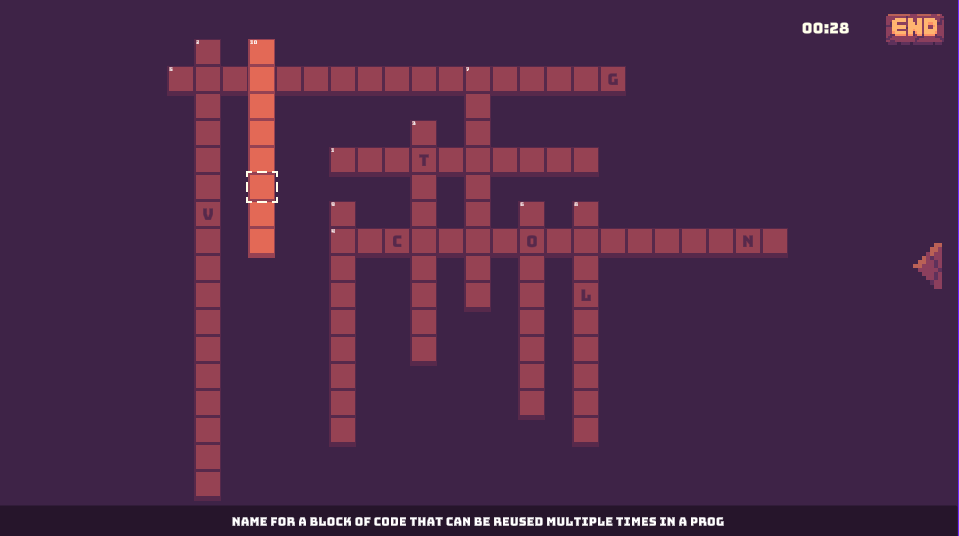 00:28
END
G
T
V
C O N
L
NAME FOR A BLOCK OF CODE THAT CAN BE REUSED MULTIPLE TIMES IN A PROG